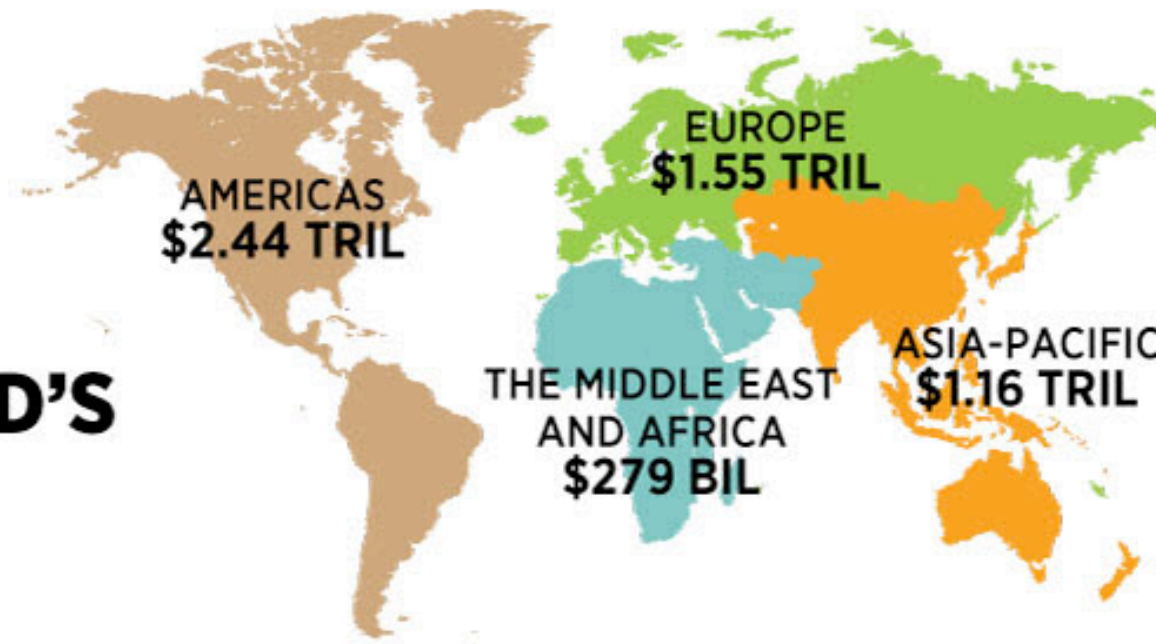 EUROPE
$1.55 TRIL
AMERICAS
$2.44 TRIL
ASIA-PACIFIC
$1.16 TRIL
THE MIDDLE EAST
AND AFRICA
$279 BIL
D'S